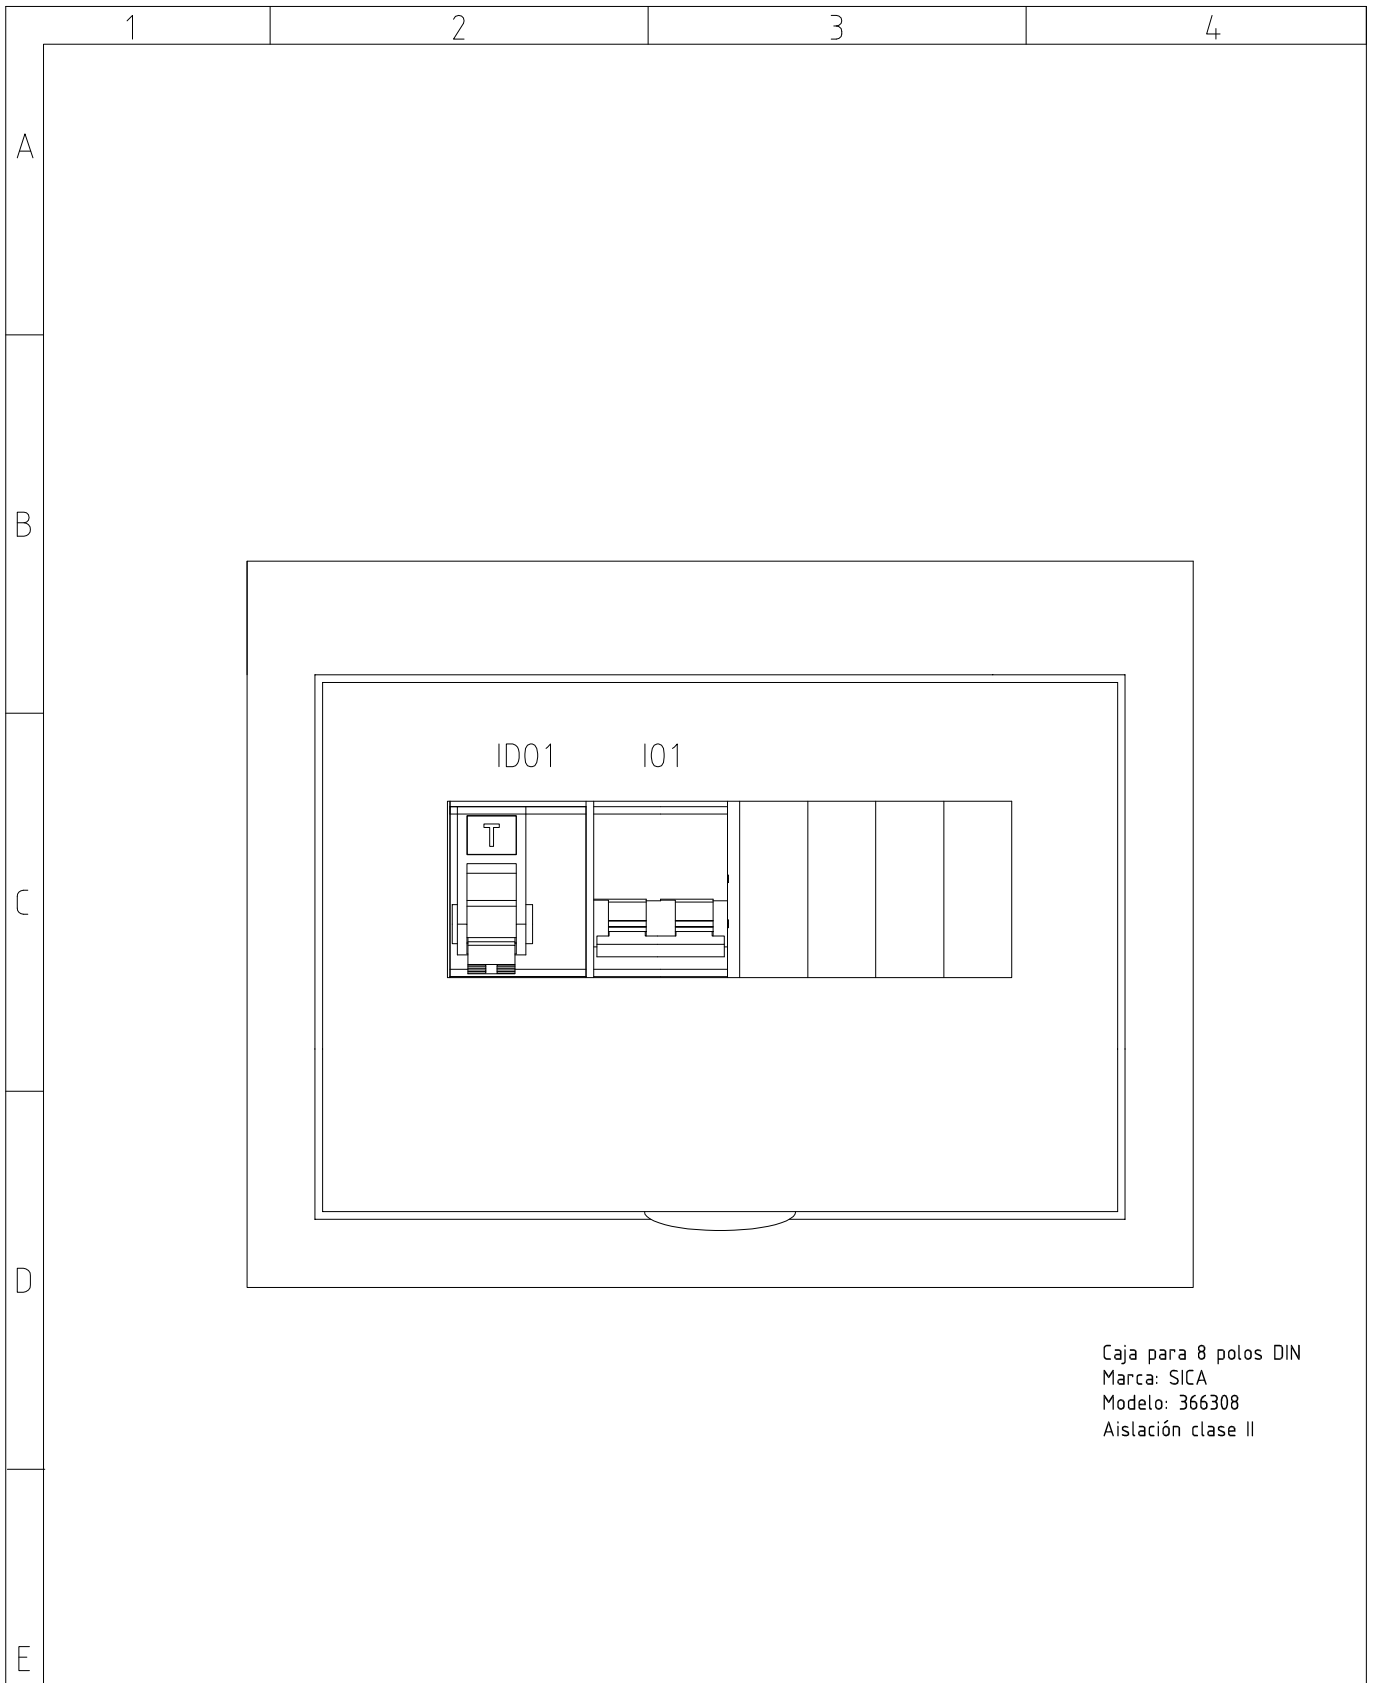 1 2 3 4
A
B
ID01 I01
T
C
D
Caja para 8 polos DIN
Marca: SICA
Modelo: 366308
Aislación clase II
E